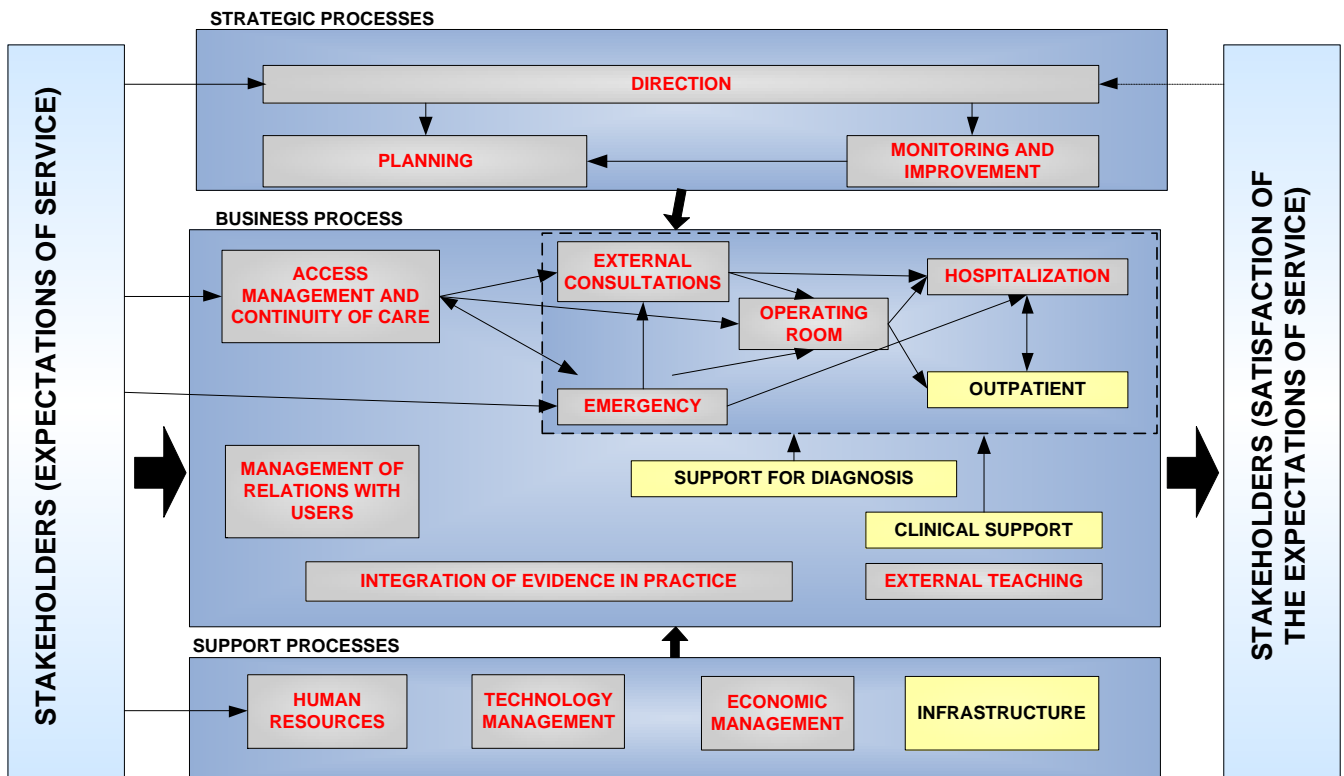 STRATEGIC PROCESSES
STAKEHOLDERS (EXPECTATIONS OF SERVICE)
DIRECTION
PLANNING
MONITORING AND
IMPROVEMENT
BUSINESS PROCESS
ACCESS
MANAGEMENT AND
CONTINUITY OF CARE
EXTERNAL
CONSULTATIONS
HOSPITALIZATION
OPERATING
ROOM
EMERGENCY
OUTPATIENT
MANAGEMENT OF
RELATIONS WITH
USERS
SUPPORT FOR DIAGNOSIS
CLINICAL SUPPORT
INTEGRATION OF EVIDENCE IN PRACTICE
EXTERNAL TEACHING
SUPPORT PROCESSES
HUMAN
RESOURCES
TECHNOLOGY
MANAGEMENT
ECONOMIC
MANAGEMENT
INFRASTRUCTURE
STAKEHOLDERS (SATISFACTION OF
THE EXPECTATIONS OF SERVICE)